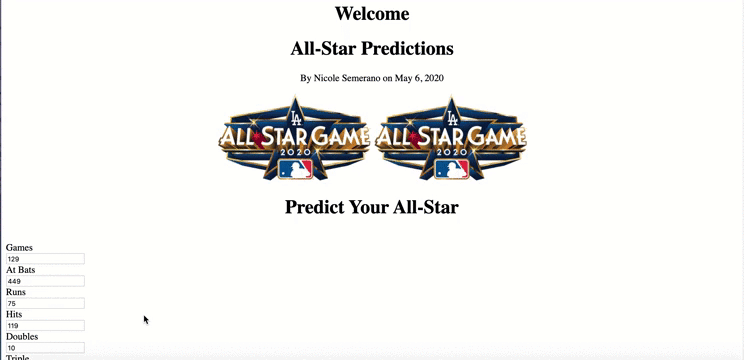 Welcome
All-Star Predictions
By Nicole Semerano on May 6, 2020
LA LA
ALL STAR GAME ALL STAR GAME
2020 2020
Predict Your All-Star
Games
129
At Bats
449
Runs
75
Hits
119
Doubles
10
Triple